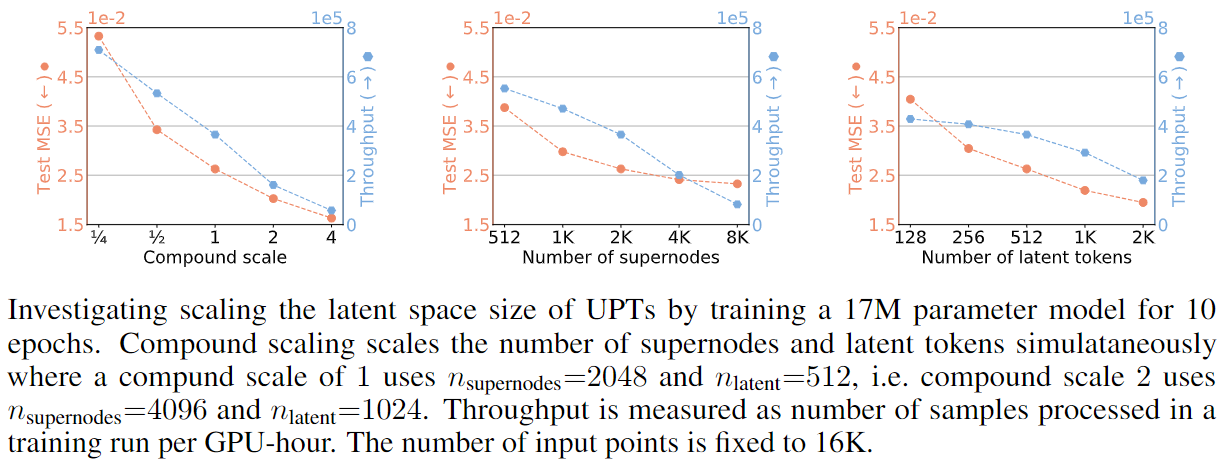 5.5 1e-2 1e5 8
4.5 6
3.5 4
2.5 2
1.5 0
Test MSE (←)
Throughput (→)
¼ ½ 1 2 4
Compound scale
5.5 1e-2 1e5 8
4.5 6
3.5 4
2.5 2
1.5 0
Test MSE (←)
Throughput (→)
512 1K 2K 4K 8K
Number of supernodes
5.5 1e-2 1e5 8
4.5 6
3.5 4
2.5 2
1.5 0
Test MSE (←)
Throughput (→)
128 256 512 1K 2K
Number of latent tokens
Investigating scaling the latent space size of UPTs by training a 17M parameter model for 10
epochs. Compound scaling scales the number of supernodes and latent tokens simulataneously
where a compund scale of 1 uses n_supernodes=2048 and n_latent=512, i.e. compound scale 2 uses
n_supernodes=4096 and n_latent=1024. Throughput is measured as number of samples processed in a
training run per GPU-hour. The number of input points is fixed to 16K.